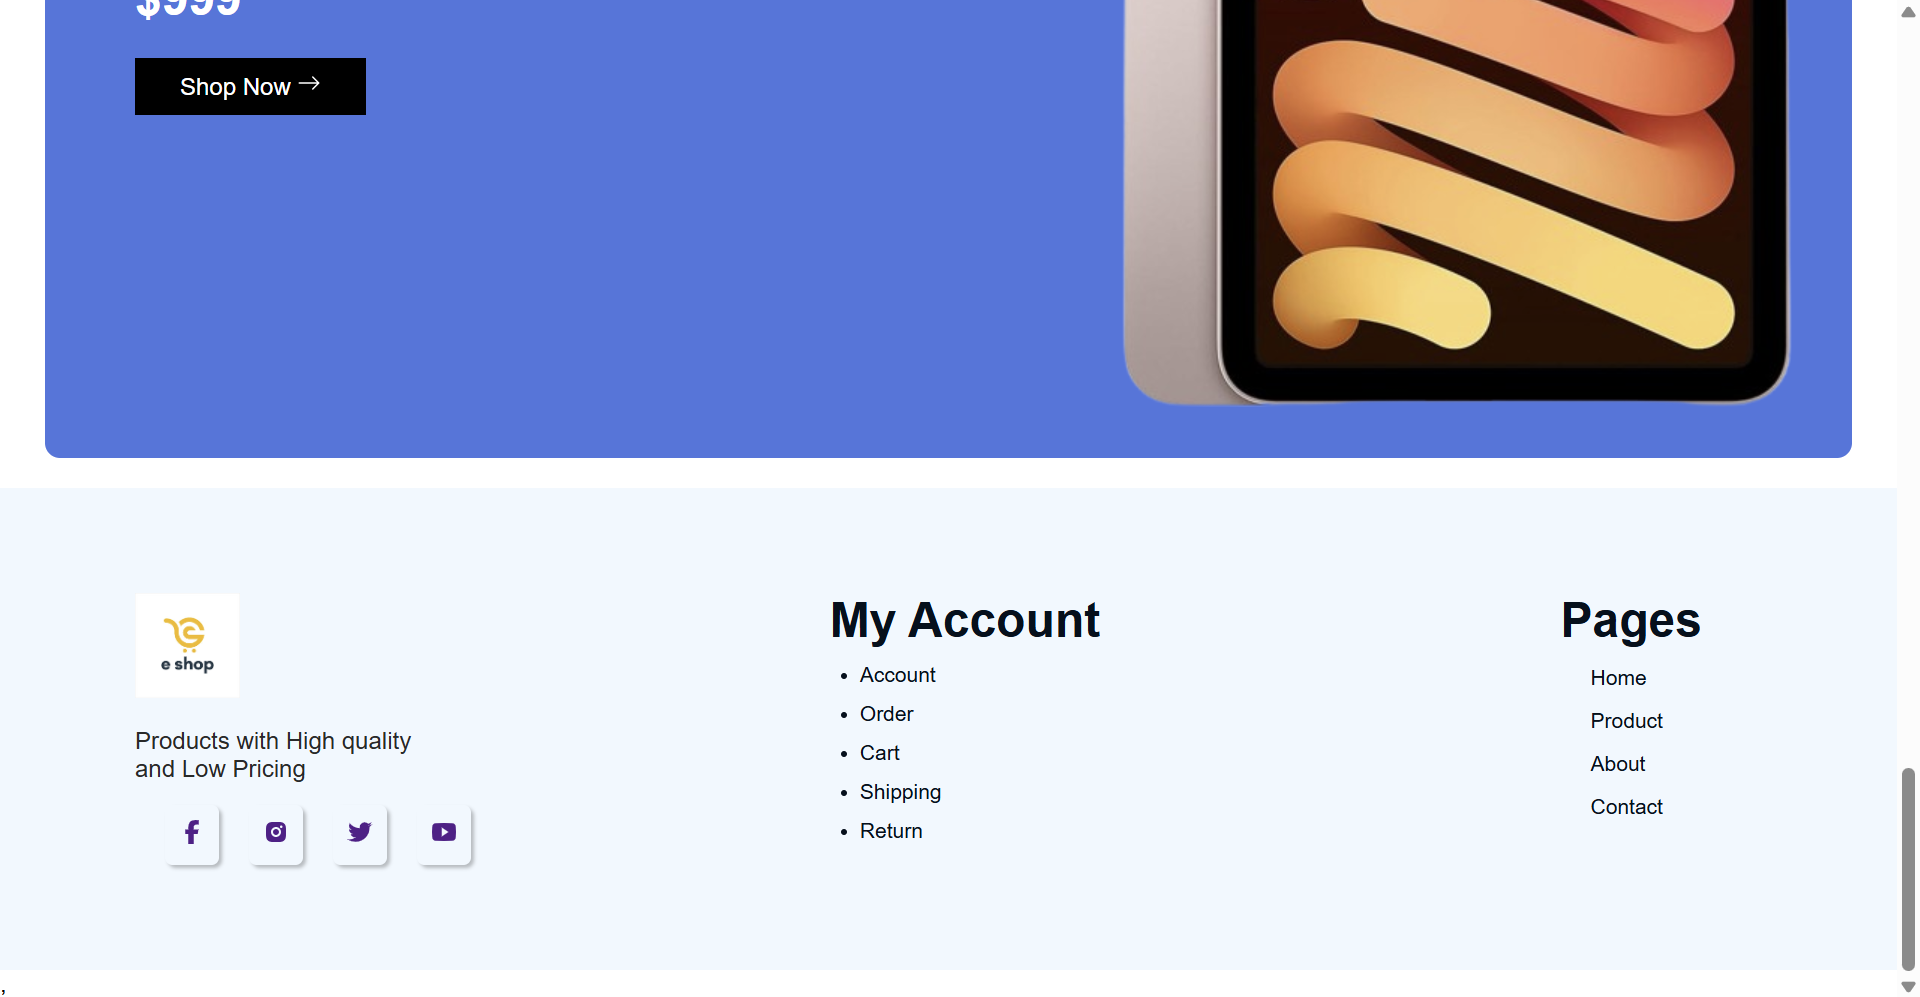 $999
Shop Now →
e shop
Products with High quality
and Low Pricing
My Account
• Account
• Order
• Cart
• Shipping
• Return
Pages
Home
Product
About
Contact
,